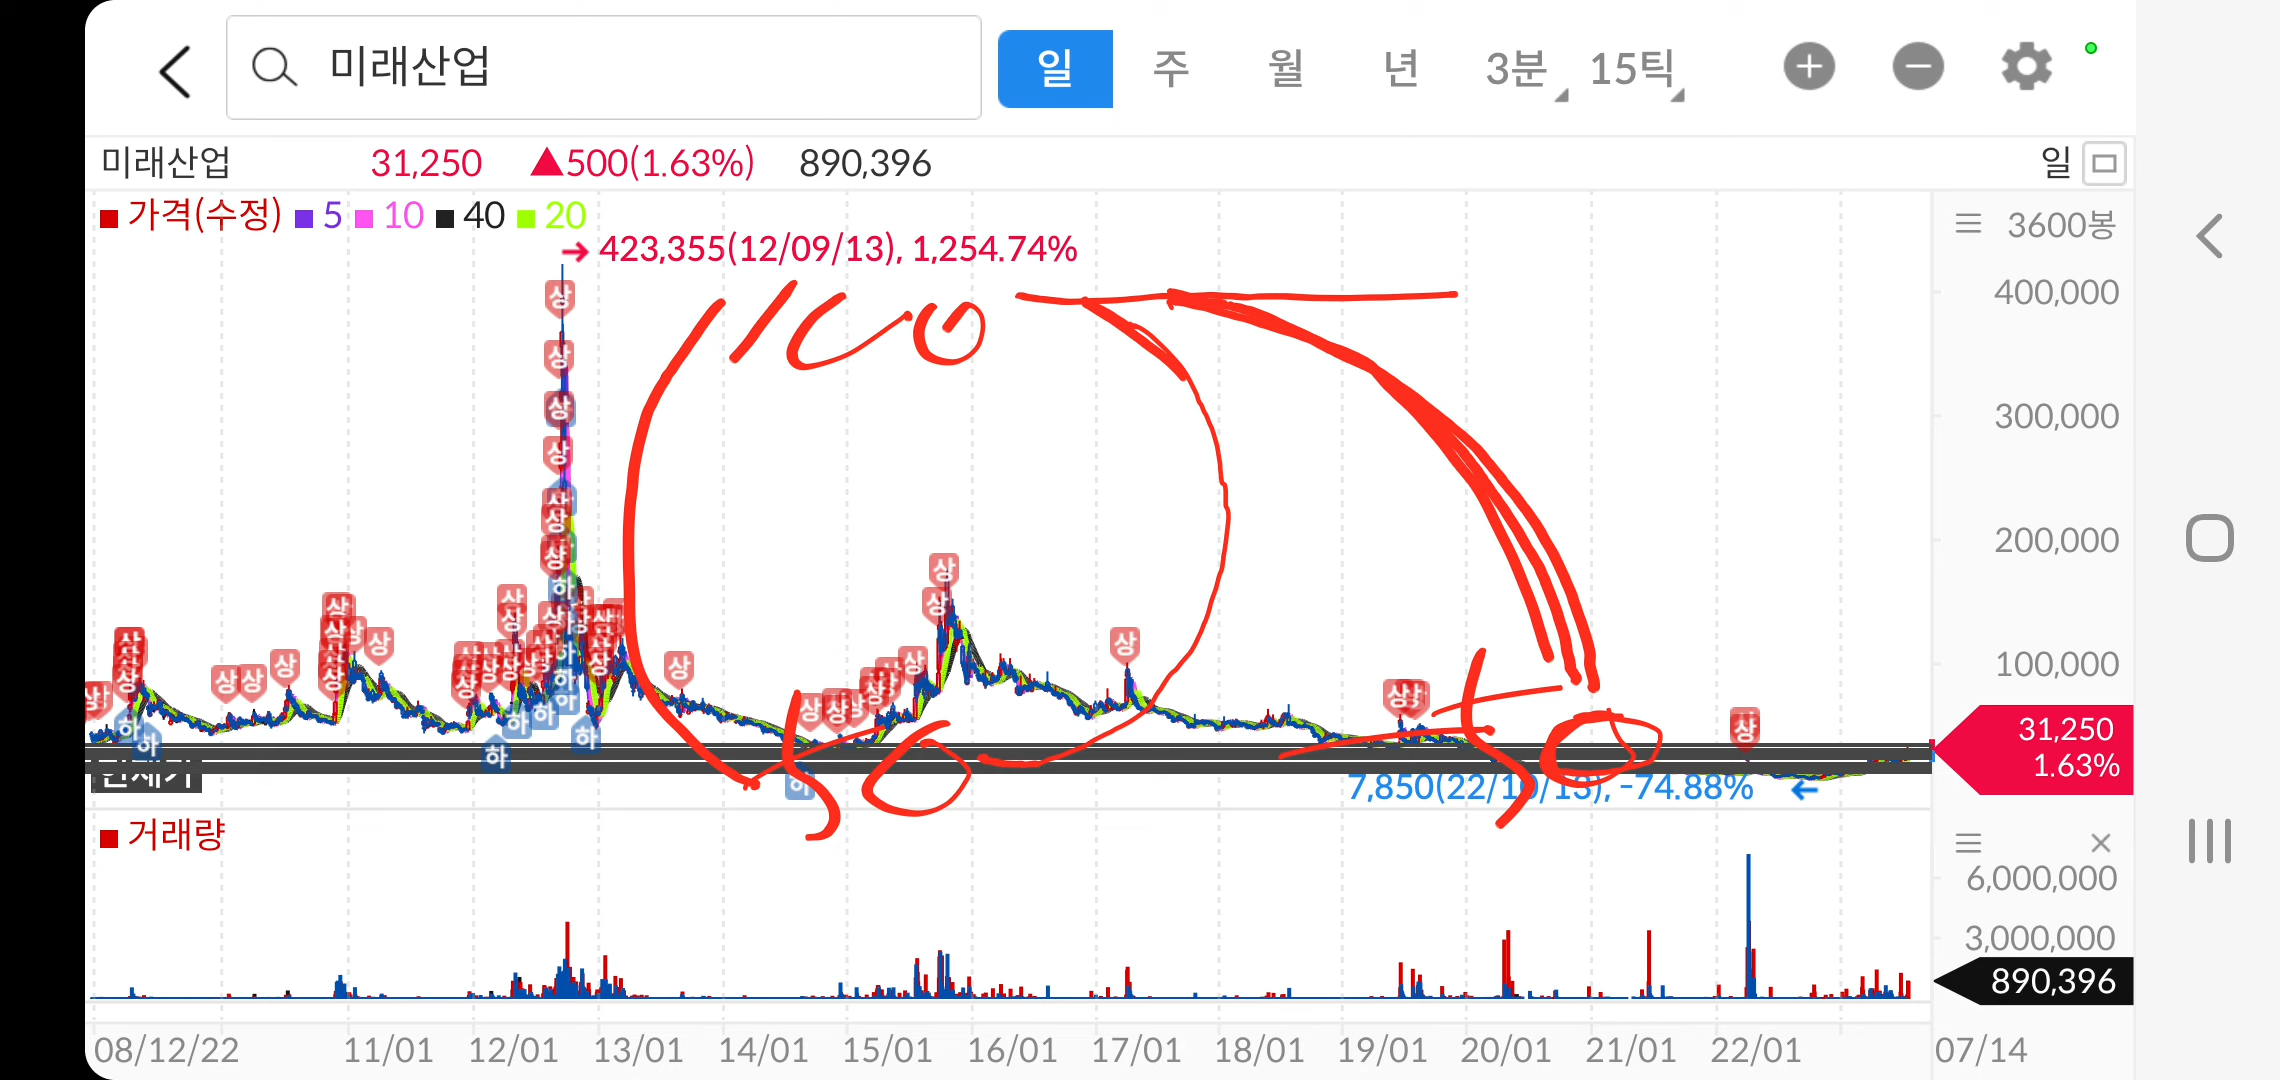 미래산업 일 주 월 년 3분 15틱
미래산업 31,250 ▲500(1.63%) 890,396 일
가격(수정) 5 10 40 20 3600봉
423,355(12/09/13), 1,254.74%
400,000
300,000
200,000
100,000
31,250
1.63%
7,850(22/10/13), -74.88%
거래량
6,000,000
3,000,000
890,396
08/12/22 11/01 12/01 13/01 14/01 15/01 16/01 17/01 18/01 19/01 20/01 21/01 22/01 07/14
100
50
50